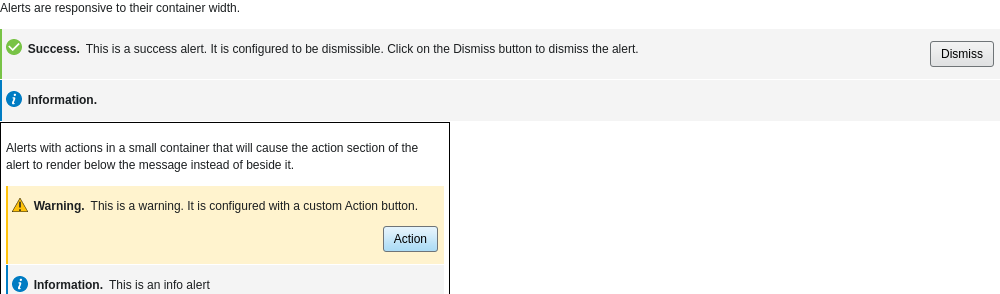 Alerts are responsive to their container width.
Success. This is a success alert. It is configured to be dismissible. Click on the Dismiss button to dismiss the alert.
Dismiss
Information.
Alerts with actions in a small container that will cause the action section of the
alert to render below the message instead of beside it.
Warning. This is a warning. It is configured with a custom Action button.
Action
Information. This is an info alert